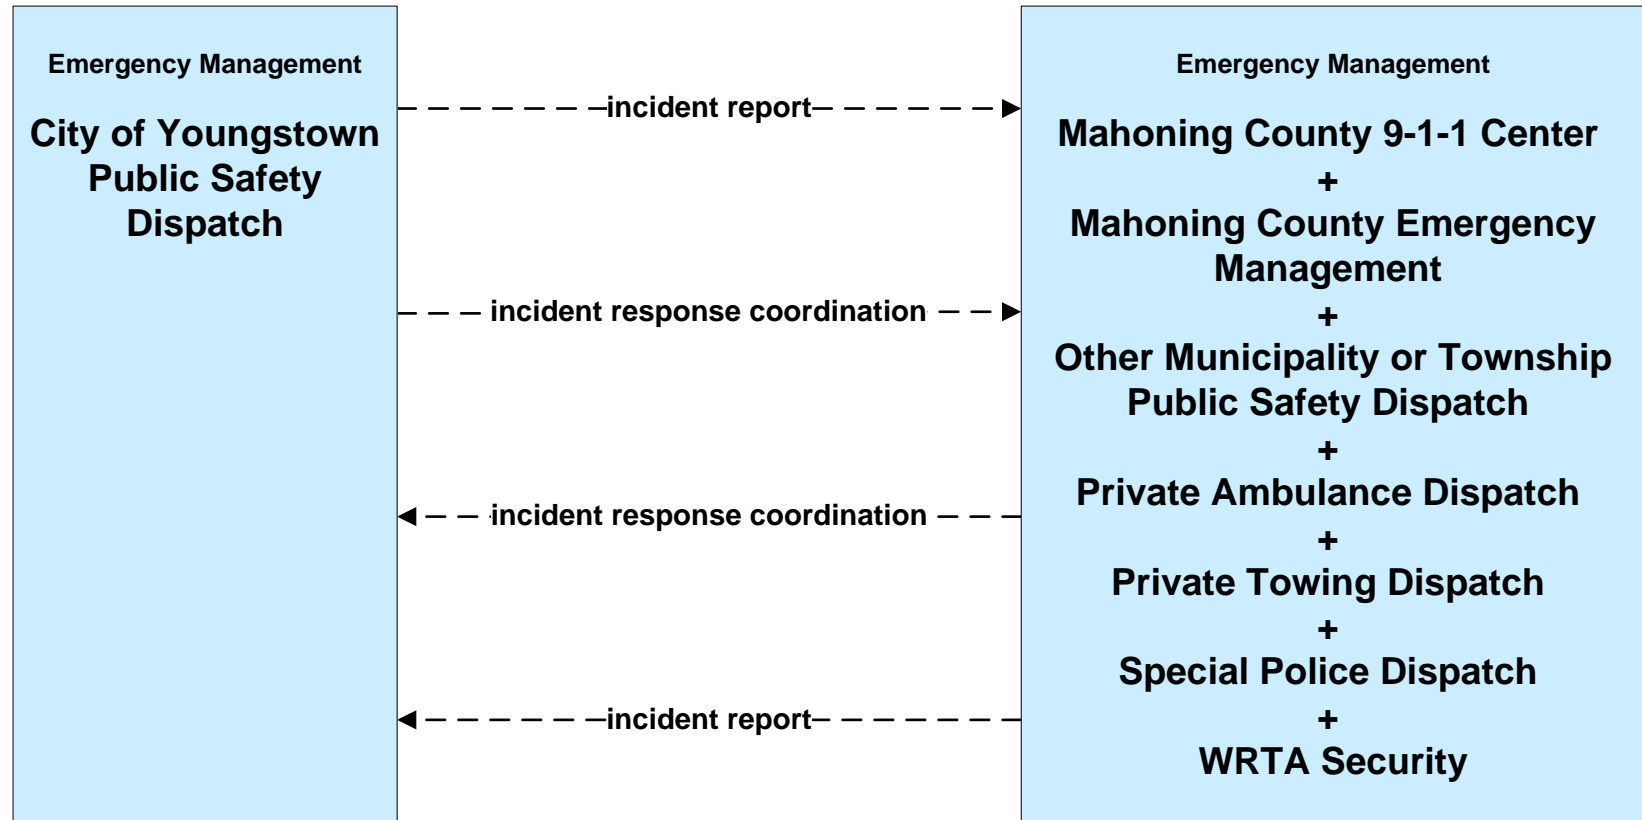 Emergency Management
City of Youngstown
Public Safety
Dispatch
incident report
incident response coordination
incident response coordination
incident report
Emergency Management
Mahoning County 9-1-1 Center
+
Mahoning County Emergency
Management
+
Other Municipality or Township
Public Safety Dispatch
+
Private Ambulance Dispatch
+
Private Towing Dispatch
+
Special Police Dispatch
+
WRTA Security